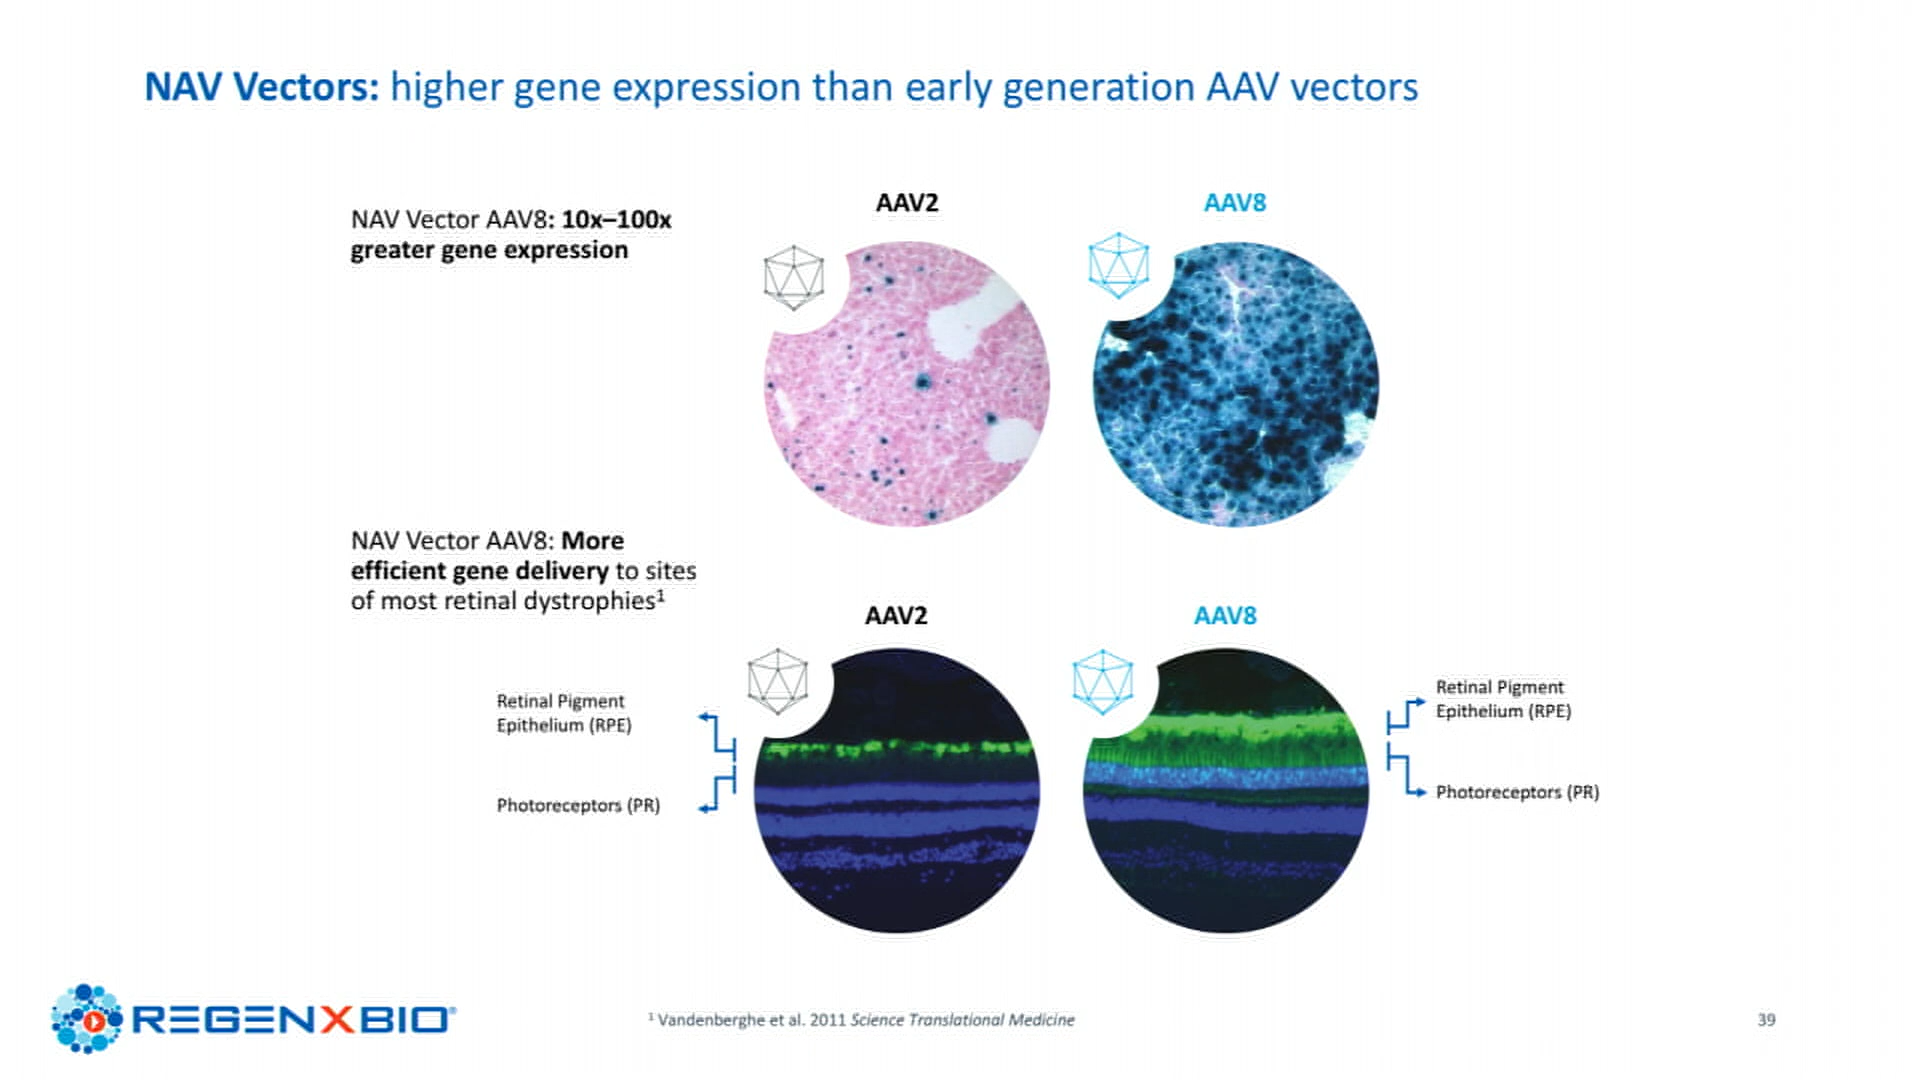 NAV Vectors: higher gene expression than early generation AAV vectors
NAV Vector AAV8: 10x–100x
greater gene expression
AAV2
AAV8
NAV Vector AAV8: More
efficient gene delivery to sites
of most retinal dystrophies¹
AAV2
AAV8
Retinal Pigment
Epithelium (RPE)
Photoreceptors (PR)
Retinal Pigment
Epithelium (RPE)
Photoreceptors (PR)
REGENXBIO®
¹ Vandenberghe et al. 2011 Science Translational Medicine
39